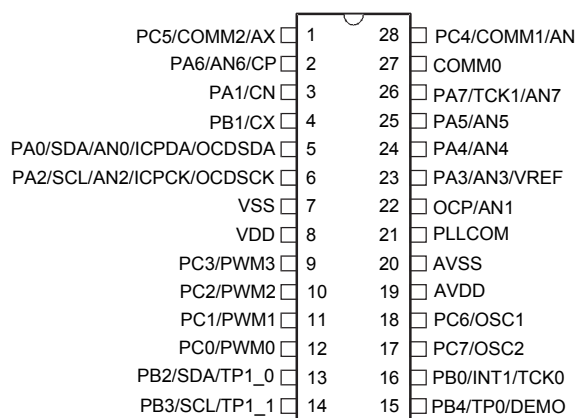 PC5/COMM2/AX 1 28 PC4/COMM1/AN
PA6/AN6/CP 2 27 COMM0
PA1/CN 3 26 PA7/TCK1/AN7
PB1/CX 4 25 PA5/AN5
PA0/SDA/AN0/ICPDA/OCDSDA 5 24 PA4/AN4
PA2/SCL/AN2/ICPCK/OCDSCK 6 23 PA3/AN3/VREF
VSS 7 22 OCP/AN1
VDD 8 21 PLLCOM
PC3/PWM3 9 20 AVSS
PC2/PWM2 10 19 AVDD
PC1/PWM1 11 18 PC6/OSC1
PC0/PWM0 12 17 PC7/OSC2
PB2/SDA/TP1_0 13 16 PB0/INT1/TCK0
PB3/SCL/TP1_1 14 15 PB4/TP0/DEMO